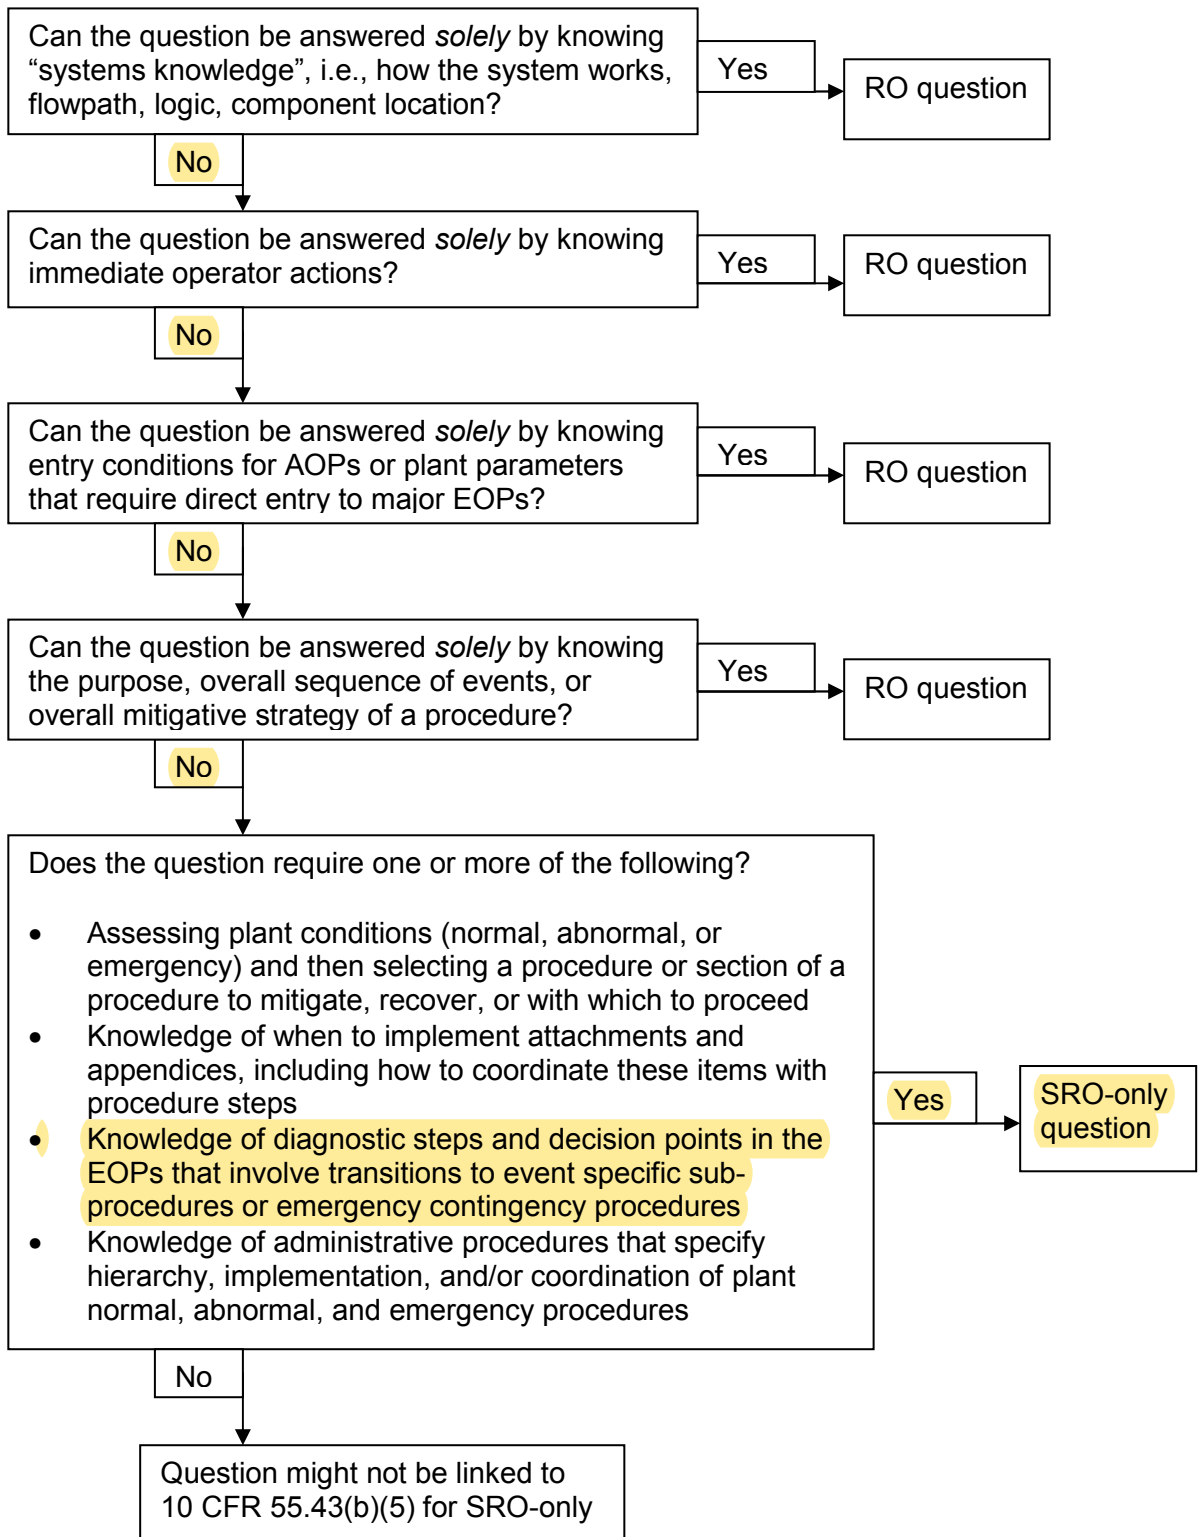 Can the question be answered solely by knowing
“systems knowledge”, i.e., how the system works,
flowpath, logic, component location?
Yes
RO question
No
Can the question be answered solely by knowing
immediate operator actions?
Yes
RO question
No
Can the question be answered solely by knowing
entry conditions for AOPs or plant parameters
that require direct entry to major EOPs?
Yes
RO question
No
Can the question be answered solely by knowing
the purpose, overall sequence of events, or
overall mitigative strategy of a procedure?
Yes
RO question
No
Does the question require one or more of the following?
• Assessing plant conditions (normal, abnormal, or
emergency) and then selecting a procedure or section of a
procedure to mitigate, recover, or with which to proceed
• Knowledge of when to implement attachments and
appendices, including how to coordinate these items with
procedure steps
• Knowledge of diagnostic steps and decision points in the
EOPs that involve transitions to event specific sub-
procedures or emergency contingency procedures
• Knowledge of administrative procedures that specify
hierarchy, implementation, and/or coordination of plant
normal, abnormal, and emergency procedures
Yes
SRO-only
question
No
Question might not be linked to
10 CFR 55.43(b)(5) for SRO-only